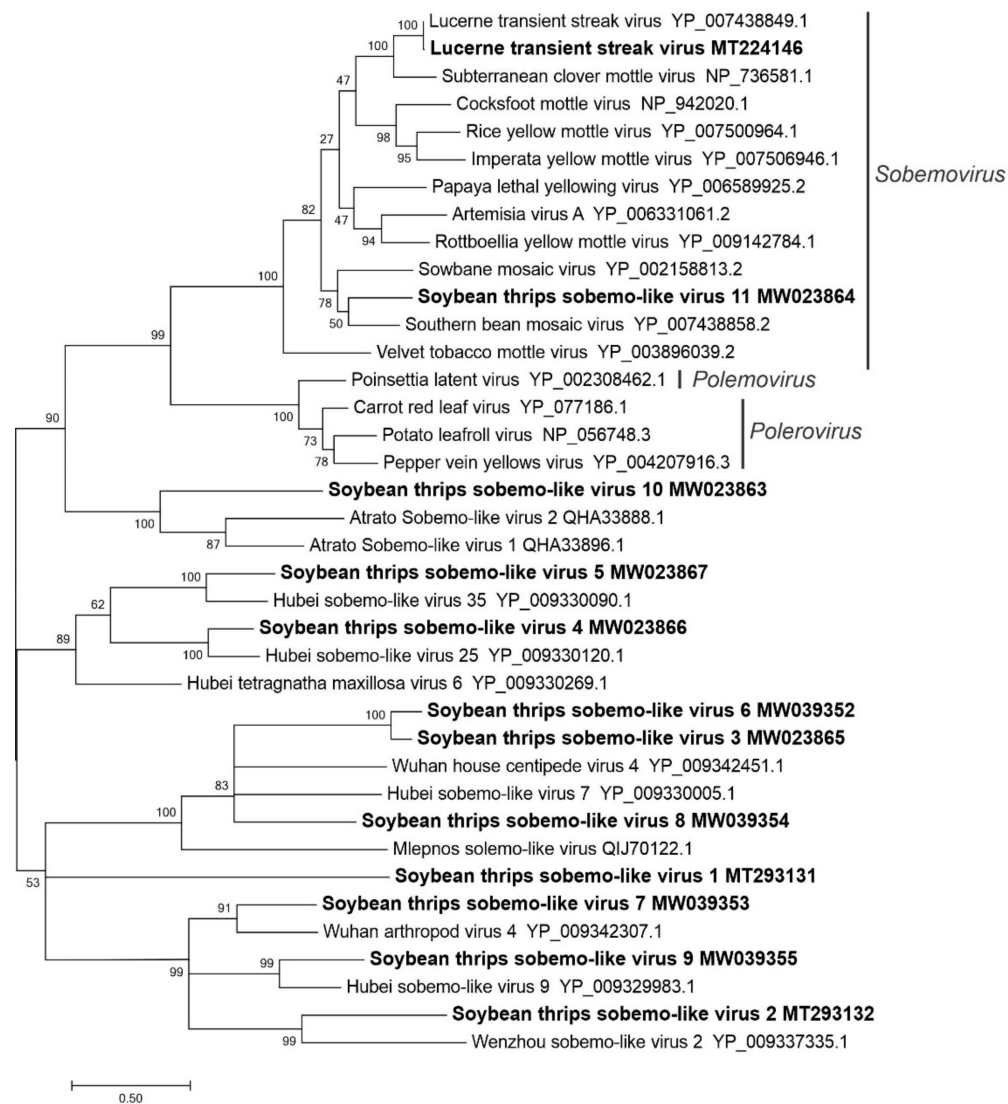 Lucerne transient streak virus YP_007438849.1
100
Lucerne transient streak virus MT224146
100
Subterranean clover mottle virus NP_736581.1
47
Cocksfoot mottle virus NP_942020.1
Rice yellow mottle virus YP_007500964.1
98
95
Imperata yellow mottle virus YP_007506946.1
27
Sobemovirus
Papaya lethal yellowing virus YP_006589925.2
82
47
Artemisia virus A YP_006331061.2
94
Rottboellia yellow mottle virus YP_009142784.1
Sowbane mosaic virus YP_002158813.2
100
78
Soybean thrips sobemo-like virus 11 MW023864
50
Southern bean mosaic virus YP_007438858.2
99
Velvet tobacco mottle virus YP_003896039.2
Poinsettia latent virus YP_002308462.1
Polemovirus
100
Carrot red leaf virus YP_077186.1
90
73
Potato leafroll virus NP_056748.3
Polerovirus
78
Pepper vein yellows virus YP_004207916.3
Soybean thrips sobemo-like virus 10 MW023863
100
Atrato Sobemo-like virus 2 QHA33888.1
87
Atrato Sobemo-like virus 1 QHA33896.1
100
Soybean thrips sobemo-like virus 5 MW023867
62
Hubei sobemo-like virus 35 YP_009330090.1
89
Soybean thrips sobemo-like virus 4 MW023866
100
Hubei sobemo-like virus 25 YP_009330120.1
Hubei tetragnatha maxillosa virus 6 YP_009330269.1
100
Soybean thrips sobemo-like virus 6 MW039352
Soybean thrips sobemo-like virus 3 MW023865
83
Wuhan house centipede virus 4 YP_009342451.1
Hubei sobemo-like virus 7 YP_009330005.1
100
Soybean thrips sobemo-like virus 8 MW039354
Mlepnos solemo-like virus QIJ70122.1
53
Soybean thrips sobemo-like virus 1 MT293131
91
Soybean thrips sobemo-like virus 7 MW039353
Wuhan arthropod virus 4 YP_009342307.1
99
99
Soybean thrips sobemo-like virus 9 MW039355
Hubei sobemo-like virus 9 YP_009329983.1
Soybean thrips sobemo-like virus 2 MT293132
99
Wenzhou sobemo-like virus 2 YP_009337335.1
0.50